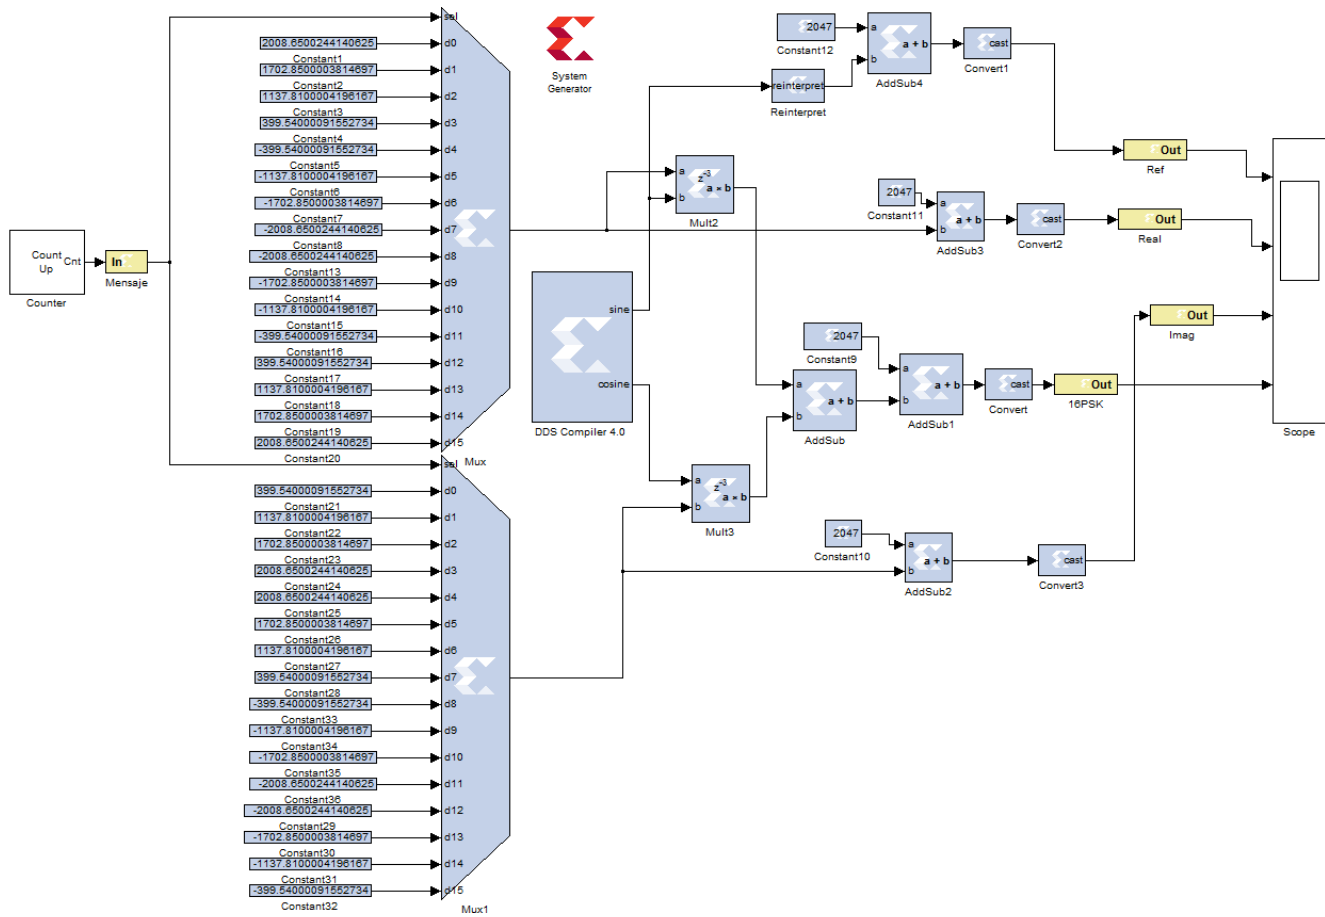 Count
Up
Cnt
Counter
In
Mensaje
sel
2008.6500244140625
d0
Constant1
1702.8500003814697
d1
Constant2
1137.8100004196167
d2
Constant3
399.54000091552734
d3
Constant4
-399.54000091552734
d4
Constant5
-1137.8100004196167
d5
Constant6
-1702.8500003814697
d6
Constant7
-2008.6500244140625
d7
Constant8
-2008.6500244140625
d8
Constant13
-1702.8500003814697
d9
Constant14
-1137.8100004196167
d10
Constant15
-399.54000091552734
d11
Constant16
399.54000091552734
d12
Constant17
1137.8100004196167
d13
Constant18
1702.8500003814697
d14
Constant19
2008.6500244140625
d15
Constant20
Mux
sel
399.54000091552734
d0
Constant21
1137.8100004196167
d1
Constant22
1702.8500003814697
d2
Constant23
2008.6500244140625
d3
Constant24
2008.6500244140625
d4
Constant25
1702.8500003814697
d5
Constant26
1137.8100004196167
d6
Constant27
399.54000091552734
d7
Constant28
-399.54000091552734
d8
Constant33
-1137.8100004196167
d9
Constant34
-1702.8500003814697
d10
Constant35
-2008.6500244140625
d11
Constant36
-2008.6500244140625
d12
Constant29
-1702.8500003814697
d13
Constant30
-1137.8100004196167
d14
Constant31
-399.54000091552734
d15
Constant32
Mux1
System
Generator
a
b
z-3
a × b
Mult2
sine
cosine
DDS Compiler 4.0
a
b
z-3
a × b
Mult3
2047
Constant12
reinterpret
Reinterpret
a
b
a + b
AddSub4
cast
Convert1
Out
Ref
2047
Constant11
a
b
a + b
AddSub3
cast
Convert2
Out
Real
2047
Constant9
a
b
a + b
AddSub
a
b
a + b
AddSub1
cast
Convert
Out
16PSK
Out
Imag
2047
Constant10
a
b
a + b
AddSub2
cast
Convert3
Scope